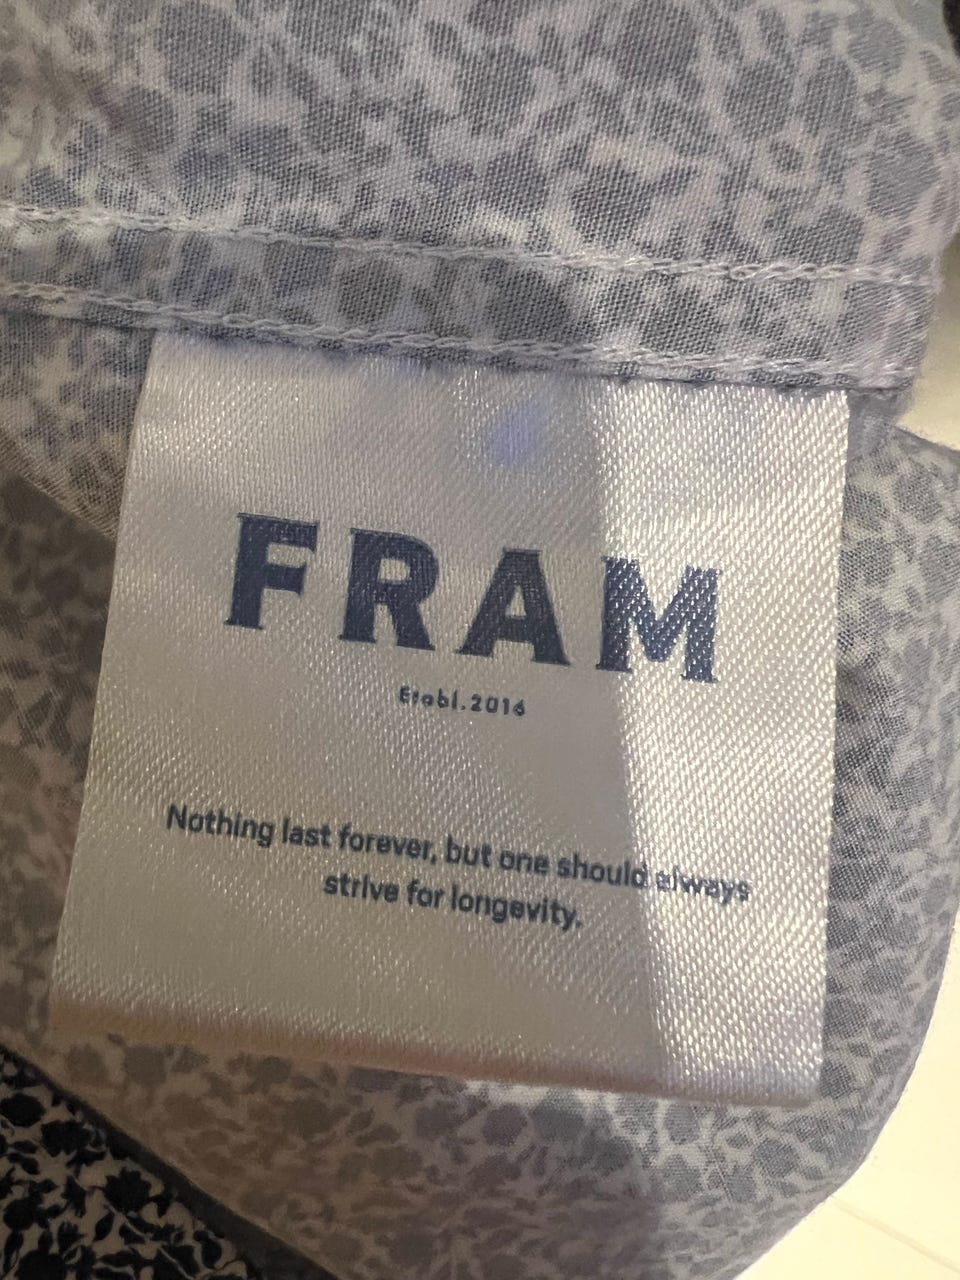 FRAM
Etabl.2016
Nothing last forever, but one should always
strive for longevity.